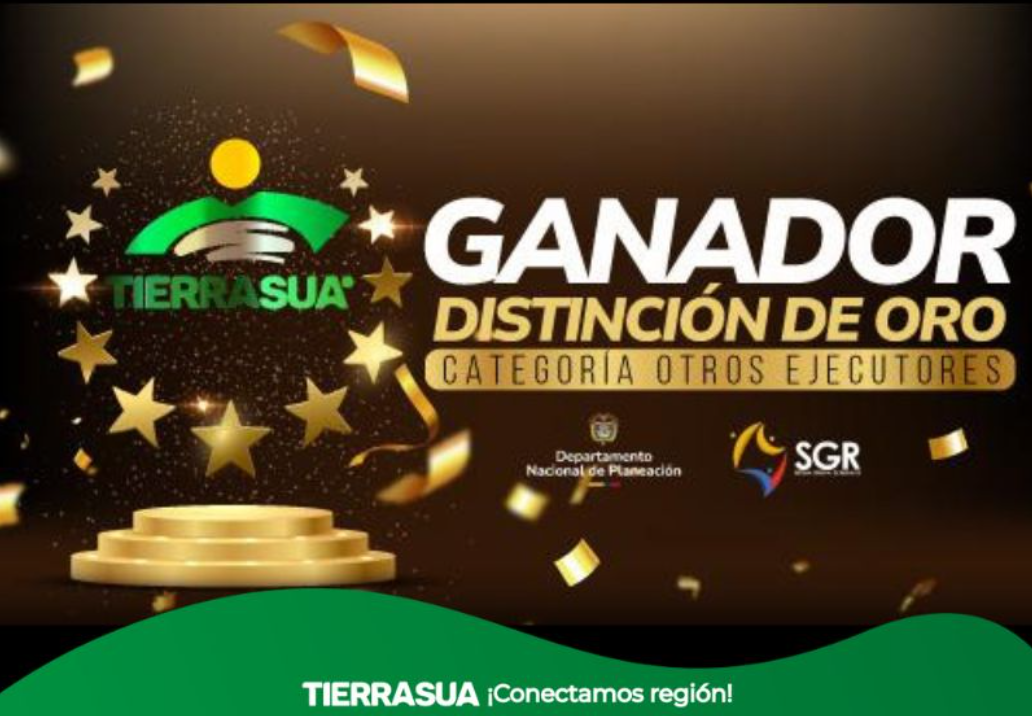 TIERRASUA
GANADOR
DISTINCIÓN DE ORO
CATEGORÍA OTROS EJECUTORES
Departamento
Nacional de Planeación
SGR
TIERRASUA ¡Conectamos región!